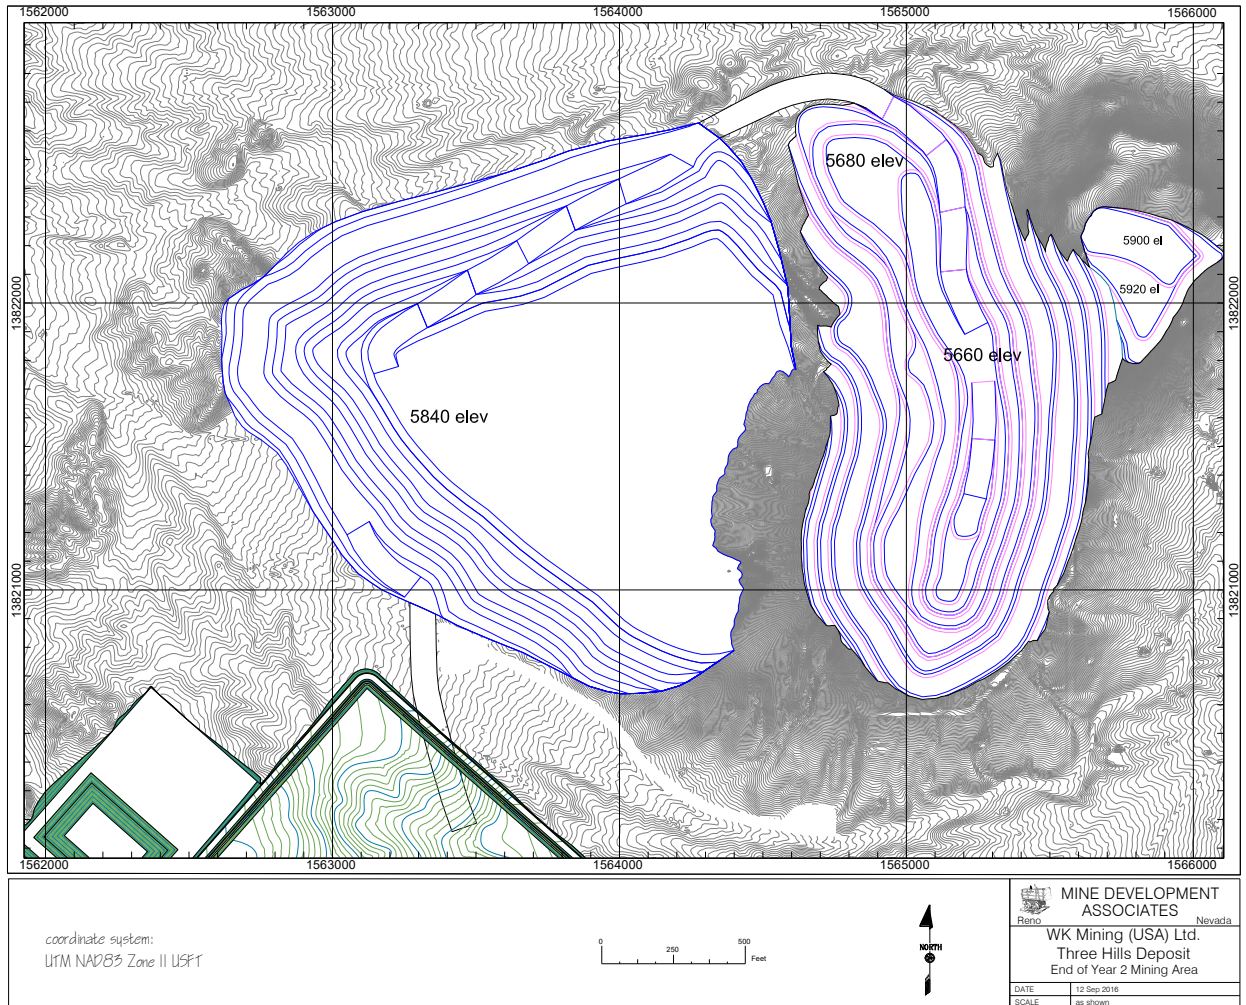 1562000 1563000 1564000 1565000 1566000
5680 elev
5900 el
5920 el
13822000 13822000
5660 elev
5840 elev
13821000 13821000
1562000 1563000 1564000 1565000 1566000
coordinate system:
UTM NAD83 Zone 11 USFT
0 250 500
Feet
NORTH
MINE DEVELOPMENT
ASSOCIATES
Reno Nevada
WK Mining (USA) Ltd.
Three Hills Deposit
End of Year 2 Mining Area
DATE 12 Sep 2016
SCALE as shown